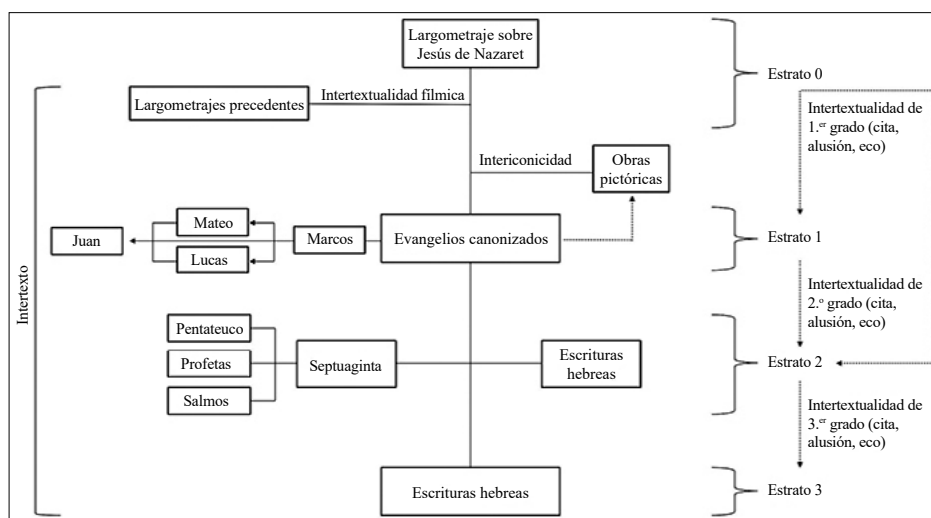 Largometraje sobre
Jesús de Nazaret
Estrato 0
Intertextualidad fílmica
Largometrajes precedentes
Intertextualidad de
1.er grado (cita,
alusión, eco)
Intericonicidad
Obras
pictóricas
Mateo
Juan
Marcos
Evangelios canonizados
Estrato 1
Lucas
Intertexto
Intertextualidad de
2.o grado (cita,
alusión, eco)
Pentateuco
Profetas
Septuaginta
Escrituras
hebreas
Estrato 2
Salmos
Intertextualidad de
3.er grado (cita,
alusión, eco)
Escrituras hebreas
Estrato 3